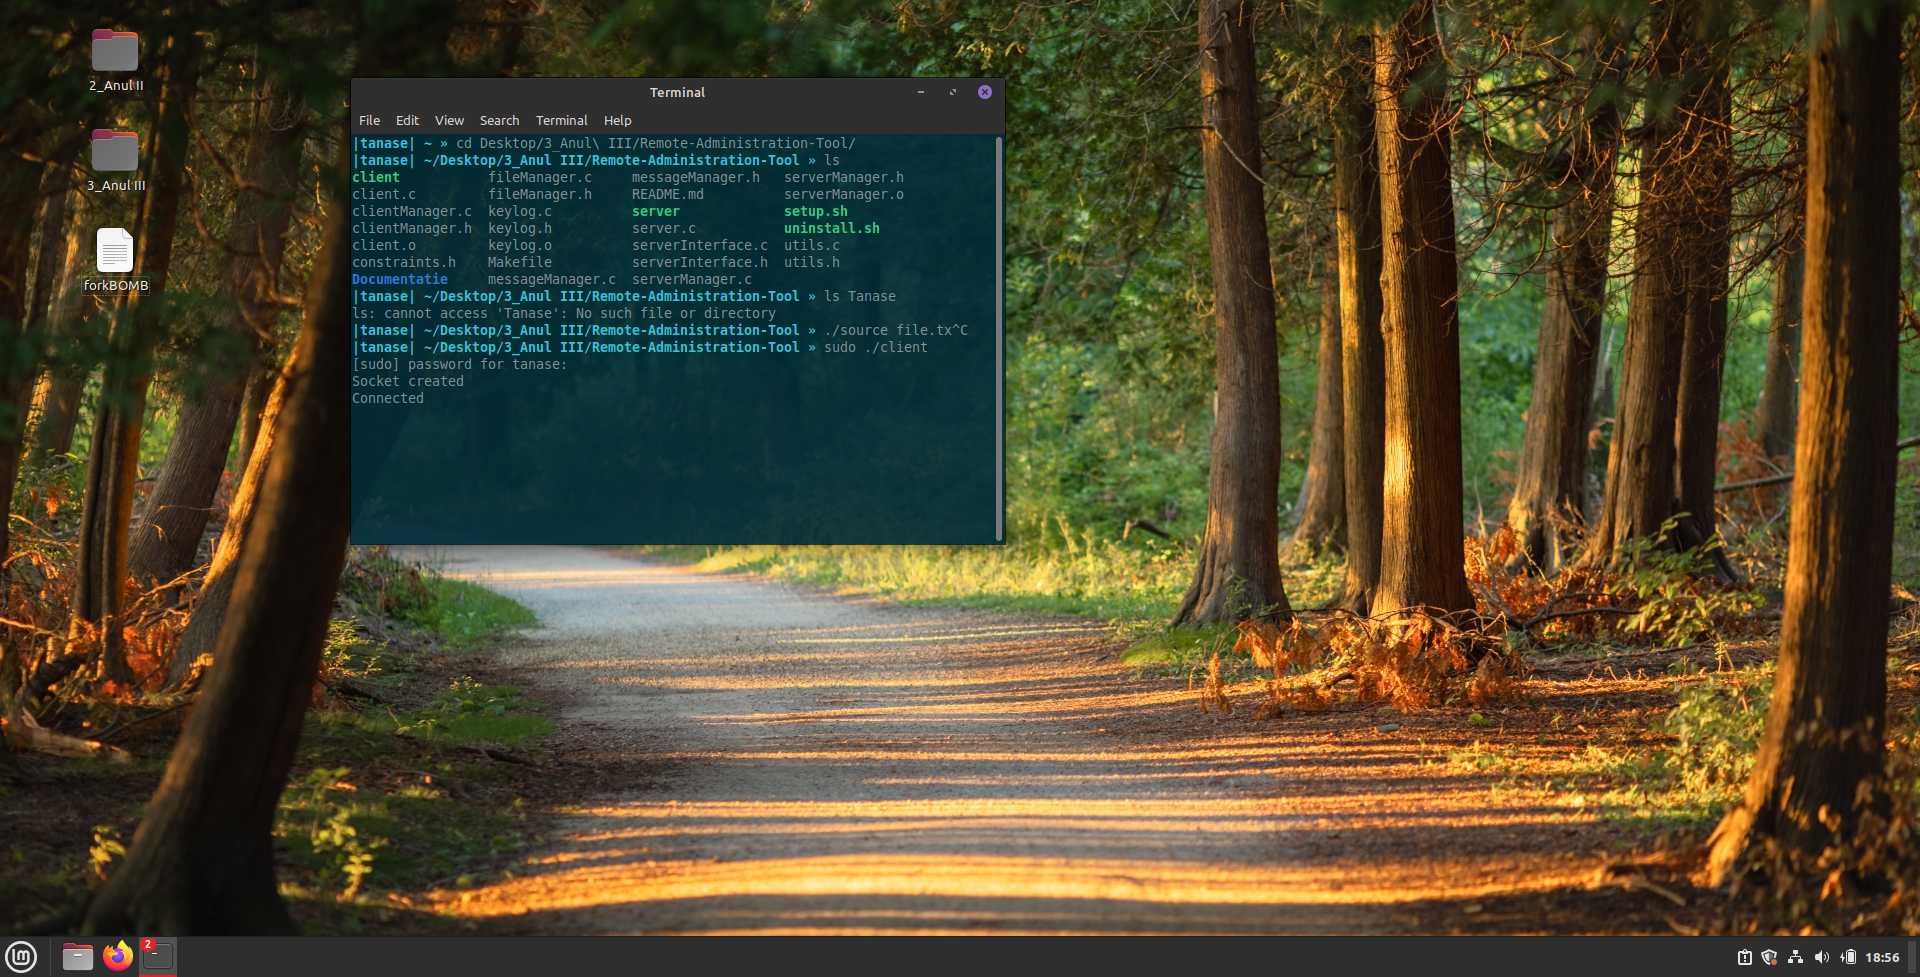 2_Anul II
3_Anul III
forkBOMB
Terminal
File Edit View Search Terminal Help
|tanase| ~ » cd Desktop/3_Anul\ III/Remote-Administration-Tool/
|tanase| ~/Desktop/3_Anul III/Remote-Administration-Tool » ls
client fileManager.c messageManager.h serverManager.h
client.c fileManager.h README.md serverManager.o
clientManager.c keylog.c server setup.sh
clientManager.h keylog.h server.c uninstall.sh
client.o keylog.o serverInterface.c utils.c
constraints.h Makefile serverInterface.h utils.h
Documentatie messageManager.c serverManager.c
|tanase| ~/Desktop/3_Anul III/Remote-Administration-Tool » ls Tanase
ls: cannot access 'Tanase': No such file or directory
|tanase| ~/Desktop/3_Anul III/Remote-Administration-Tool » ./source file.tx^C
|tanase| ~/Desktop/3_Anul III/Remote-Administration-Tool » sudo ./client
[sudo] password for tanase:
Socket created
Connected
2
18:56